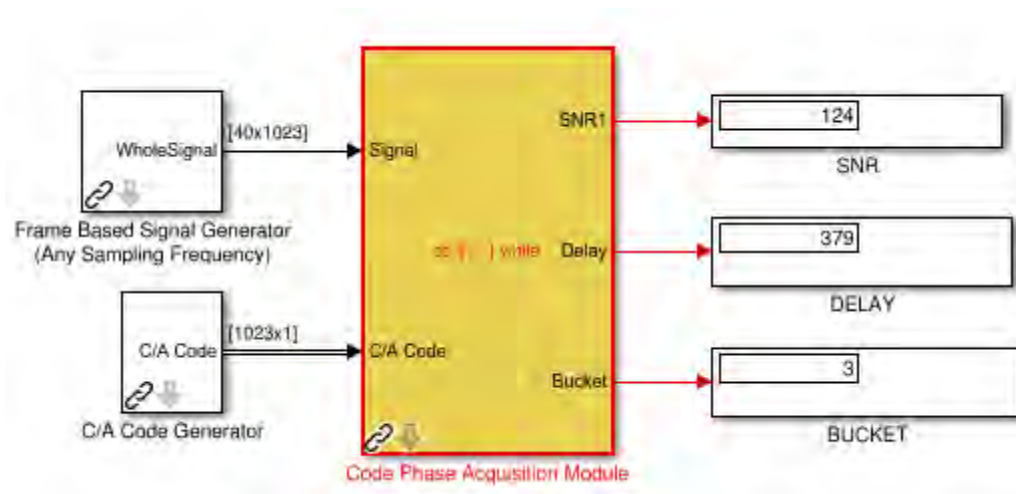 WholeSignal
[40x1023]
Frame Based Signal Generator
(Any Sampling Frequency)
C/A Code
[1023x1]
C/A Code Generator
Signal
C/A Code
SNR1
Delay
Bucket
Code Phase Acquisition Module
124
SNR
379
DELAY
3
BUCKET